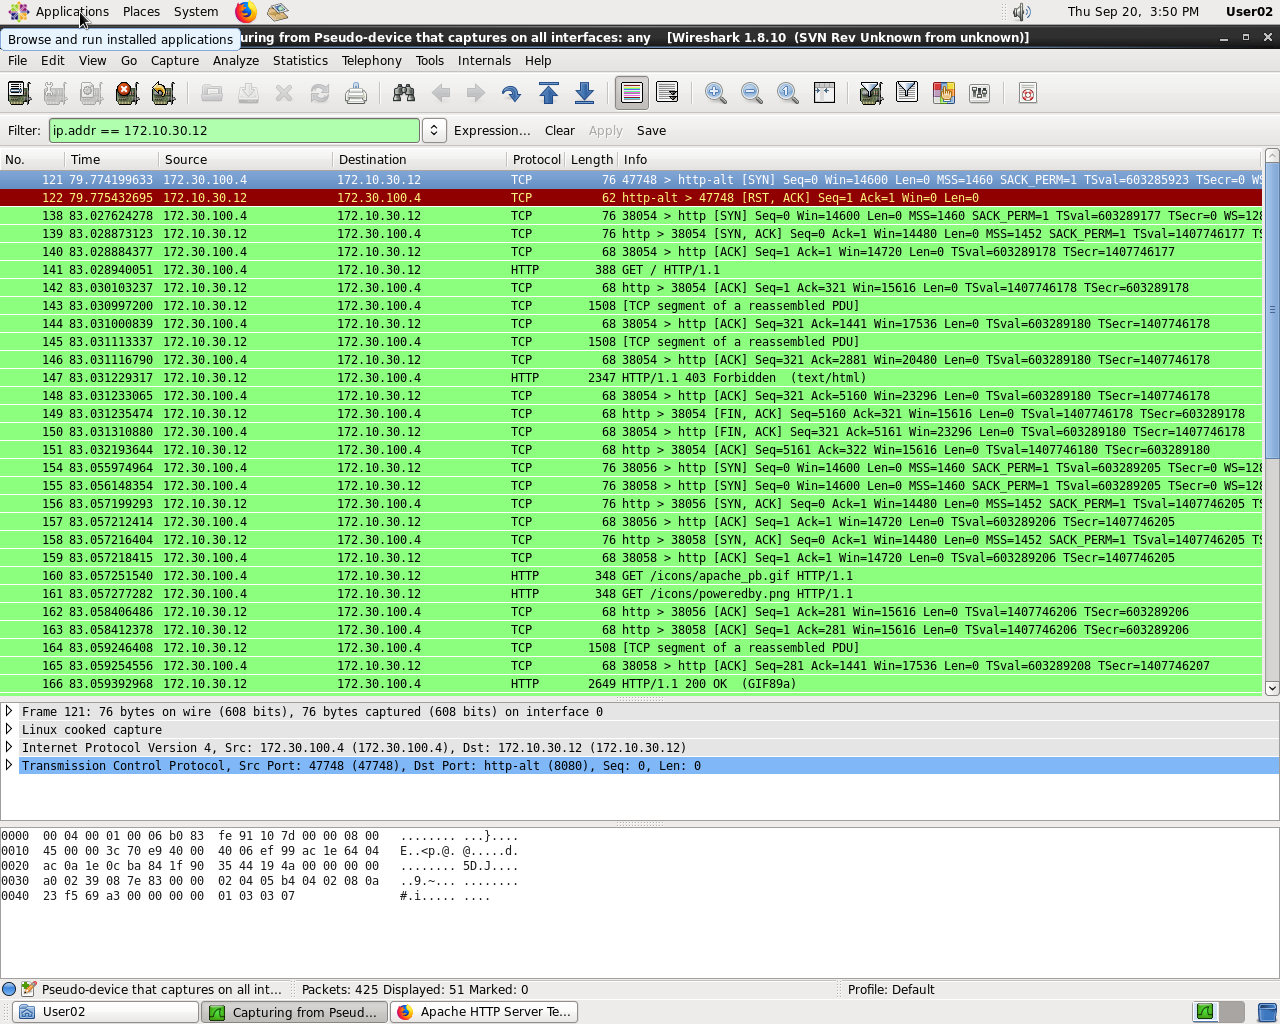 Applications Places System Thu Sep 20, 3:50 PM User02
Browse and run installed applications
uring from Pseudo-device that captures on all interfaces: any [Wireshark 1.8.10 (SVN Rev Unknown from unknown)]
File Edit View Go Capture Analyze Statistics Telephony Tools Internals Help
Filter: ip.addr == 172.10.30.12 Expression... Clear Apply Save
No. Time Source Destination Protocol Length Info
121 79.774199633 172.30.100.4 172.10.30.12 TCP 76 47748 > http-alt [SYN] Seq=0 Win=14600 Len=0 MSS=1460 SACK_PERM=1 TSval=603285923 TSecr=0 WS
122 79.775432695 172.10.30.12 172.30.100.4 TCP 62 http-alt > 47748 [RST, ACK] Seq=1 Ack=1 Win=0 Len=0
138 83.027624278 172.30.100.4 172.10.30.12 TCP 76 38054 > http [SYN] Seq=0 Win=14600 Len=0 MSS=1460 SACK_PERM=1 TSval=603289177 TSecr=0 WS=128
139 83.028873123 172.10.30.12 172.30.100.4 TCP 76 http > 38054 [SYN, ACK] Seq=0 Ack=1 Win=14480 Len=0 MSS=1452 SACK_PERM=1 TSval=1407746177 TS
140 83.028884377 172.30.100.4 172.10.30.12 TCP 68 38054 > http [ACK] Seq=1 Ack=1 Win=14720 Len=0 TSval=603289178 TSecr=1407746177
141 83.028940051 172.30.100.4 172.10.30.12 HTTP 388 GET / HTTP/1.1
142 83.030103237 172.10.30.12 172.30.100.4 TCP 68 http > 38054 [ACK] Seq=1 Ack=321 Win=15616 Len=0 TSval=1407746178 TSecr=603289178
143 83.030997200 172.10.30.12 172.30.100.4 TCP 1508 [TCP segment of a reassembled PDU]
144 83.031000839 172.30.100.4 172.10.30.12 TCP 68 38054 > http [ACK] Seq=321 Ack=1441 Win=17536 Len=0 TSval=603289180 TSecr=1407746178
145 83.031113337 172.10.30.12 172.30.100.4 TCP 1508 [TCP segment of a reassembled PDU]
146 83.031116790 172.30.100.4 172.10.30.12 TCP 68 38054 > http [ACK] Seq=321 Ack=2881 Win=20480 Len=0 TSval=603289180 TSecr=1407746178
147 83.031229317 172.10.30.12 172.30.100.4 HTTP 2347 HTTP/1.1 403 Forbidden (text/html)
148 83.031233065 172.30.100.4 172.10.30.12 TCP 68 38054 > http [ACK] Seq=321 Ack=5160 Win=23296 Len=0 TSval=603289180 TSecr=1407746178
149 83.031235474 172.10.30.12 172.30.100.4 TCP 68 http > 38054 [FIN, ACK] Seq=5160 Ack=321 Win=15616 Len=0 TSval=1407746178 TSecr=603289178
150 83.031310880 172.30.100.4 172.10.30.12 TCP 68 38054 > http [FIN, ACK] Seq=321 Ack=5161 Win=23296 Len=0 TSval=603289180 TSecr=1407746178
151 83.032193644 172.10.30.12 172.30.100.4 TCP 68 http > 38054 [ACK] Seq=5161 Ack=322 Win=15616 Len=0 TSval=1407746180 TSecr=603289180
154 83.055974964 172.30.100.4 172.10.30.12 TCP 76 38056 > http [SYN] Seq=0 Win=14600 Len=0 MSS=1460 SACK_PERM=1 TSval=603289205 TSecr=0 WS=128
155 83.056148354 172.30.100.4 172.10.30.12 TCP 76 38058 > http [SYN] Seq=0 Win=14600 Len=0 MSS=1460 SACK_PERM=1 TSval=603289205 TSecr=0 WS=128
156 83.057199293 172.10.30.12 172.30.100.4 TCP 76 http > 38056 [SYN, ACK] Seq=0 Ack=1 Win=14480 Len=0 MSS=1452 SACK_PERM=1 TSval=1407746205 TS
157 83.057212414 172.30.100.4 172.10.30.12 TCP 68 38056 > http [ACK] Seq=1 Ack=1 Win=14720 Len=0 TSval=603289206 TSecr=1407746205
158 83.057216404 172.10.30.12 172.30.100.4 TCP 76 http > 38058 [SYN, ACK] Seq=0 Ack=1 Win=14480 Len=0 MSS=1452 SACK_PERM=1 TSval=1407746205 TS
159 83.057218415 172.30.100.4 172.10.30.12 TCP 68 38058 > http [ACK] Seq=1 Ack=1 Win=14720 Len=0 TSval=603289206 TSecr=1407746205
160 83.057251540 172.30.100.4 172.10.30.12 HTTP 348 GET /icons/apache_pb.gif HTTP/1.1
161 83.057277282 172.30.100.4 172.10.30.12 HTTP 348 GET /icons/poweredby.png HTTP/1.1
162 83.058406486 172.10.30.12 172.30.100.4 TCP 68 http > 38056 [ACK] Seq=1 Ack=281 Win=15616 Len=0 TSval=1407746206 TSecr=603289206
163 83.058412378 172.10.30.12 172.30.100.4 TCP 68 http > 38058 [ACK] Seq=1 Ack=281 Win=15616 Len=0 TSval=1407746206 TSecr=603289206
164 83.059246408 172.10.30.12 172.30.100.4 TCP 1508 [TCP segment of a reassembled PDU]
165 83.059254556 172.30.100.4 172.10.30.12 TCP 68 38058 > http [ACK] Seq=281 Ack=1441 Win=17536 Len=0 TSval=603289208 TSecr=1407746207
166 83.059392968 172.10.30.12 172.30.100.4 HTTP 2649 HTTP/1.1 200 OK (GIF89a)
Frame 121: 76 bytes on wire (608 bits), 76 bytes captured (608 bits) on interface 0
Linux cooked capture
Internet Protocol Version 4, Src: 172.30.100.4 (172.30.100.4), Dst: 172.10.30.12 (172.10.30.12)
Transmission Control Protocol, Src Port: 47748 (47748), Dst Port: http-alt (8080), Seq: 0, Len: 0
0000 00 04 00 01 00 06 b0 83 fe 91 10 7d 00 00 08 00 ........ ...}....
0010 45 00 00 3c 70 e9 40 00 40 06 ef 99 ac 1e 64 04 E..<p.@. @.....d.
0020 ac 0a 1e 0c ba 84 1f 90 35 44 19 4a 00 00 00 00 ........ 5D.J....
0030 a0 02 39 08 7e 83 00 00 02 04 05 b4 04 02 08 0a ..9.~... ........
0040 23 f5 69 a3 00 00 00 00 01 03 03 07 #.i..... ....
Pseudo-device that captures on all int... Packets: 425 Displayed: 51 Marked: 0 Profile: Default
User02 Capturing from Pseud... Apache HTTP Server Te...